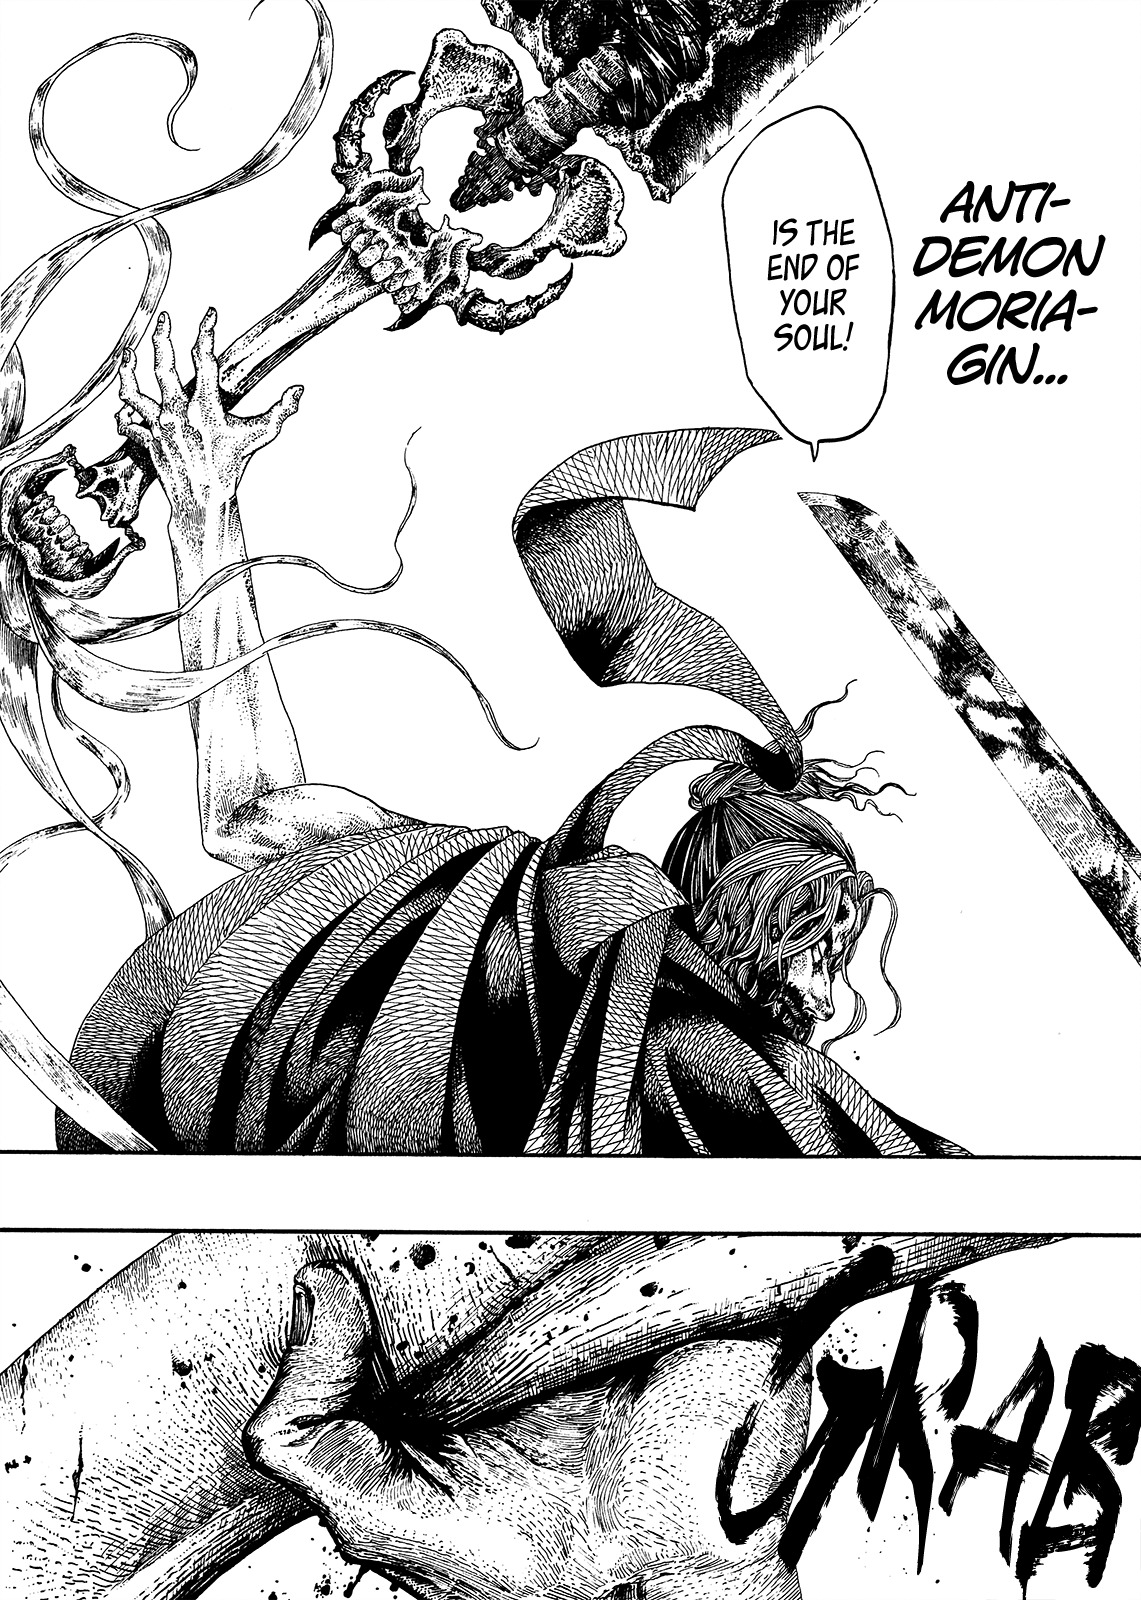 ANTI-
DEMON
MORIA-
GIN...
IS THE
END OF
YOUR
SOUL!
GRAB